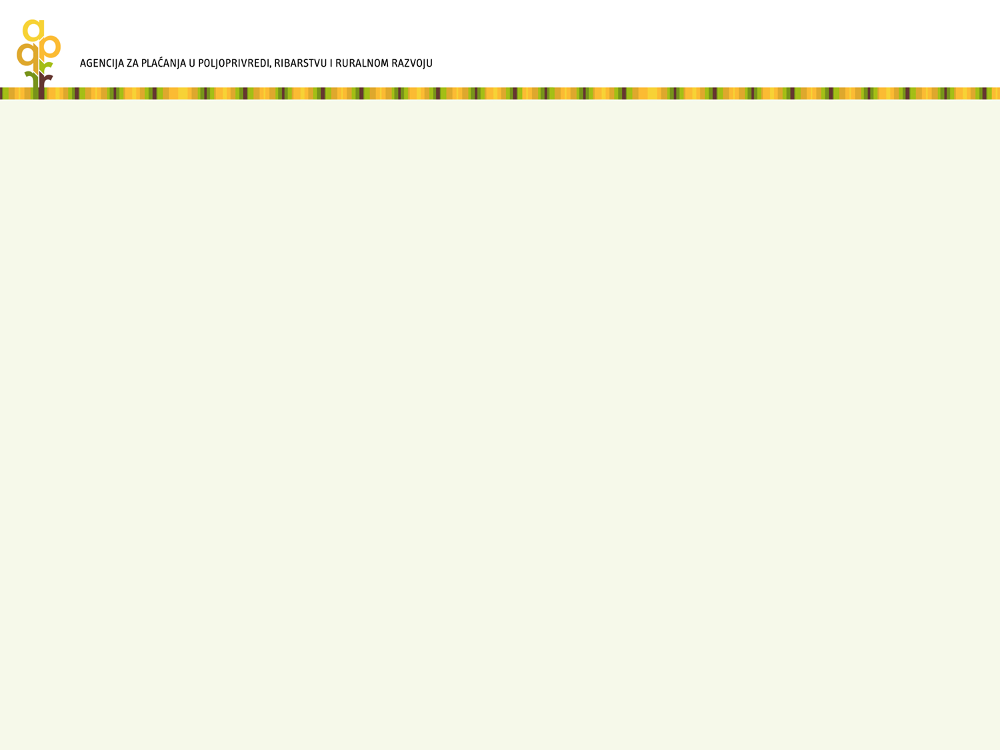 AGENCIJA ZA PLAĆANJA U POLJOPRIVREDI, RIBARSTVU I RURALNOM RAZVOJU